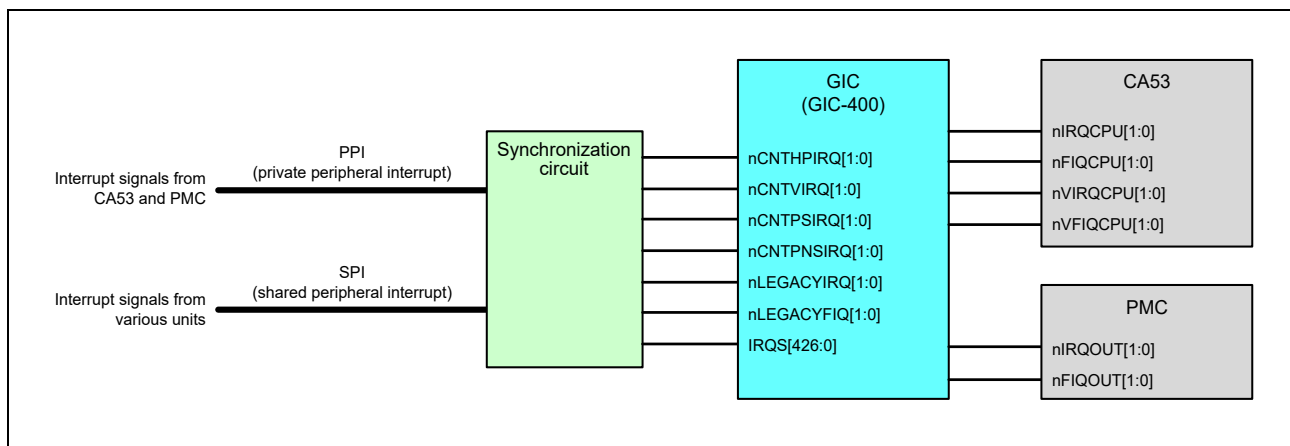 PPI
(private peripheral interrupt)
Interrupt signals from
CA53 and PMC
SPI
(shared peripheral interrupt)
Interrupt signals from
various units
Synchronization
circuit
GIC
(GIC-400)
nCNTHPIRQ[1:0]
nCNTVIRQ[1:0]
nCNTPSIRQ[1:0]
nCNTPNSIRQ[1:0]
nLEGACYIRQ[1:0]
nLEGACYFIQ[1:0]
IRQS[426:0]
CA53
nIRQCPU[1:0]
nFIQCPU[1:0]
nVIRQCPU[1:0]
nVFIQCPU[1:0]
PMC
nIRQOUT[1:0]
nFIQOUT[1:0]